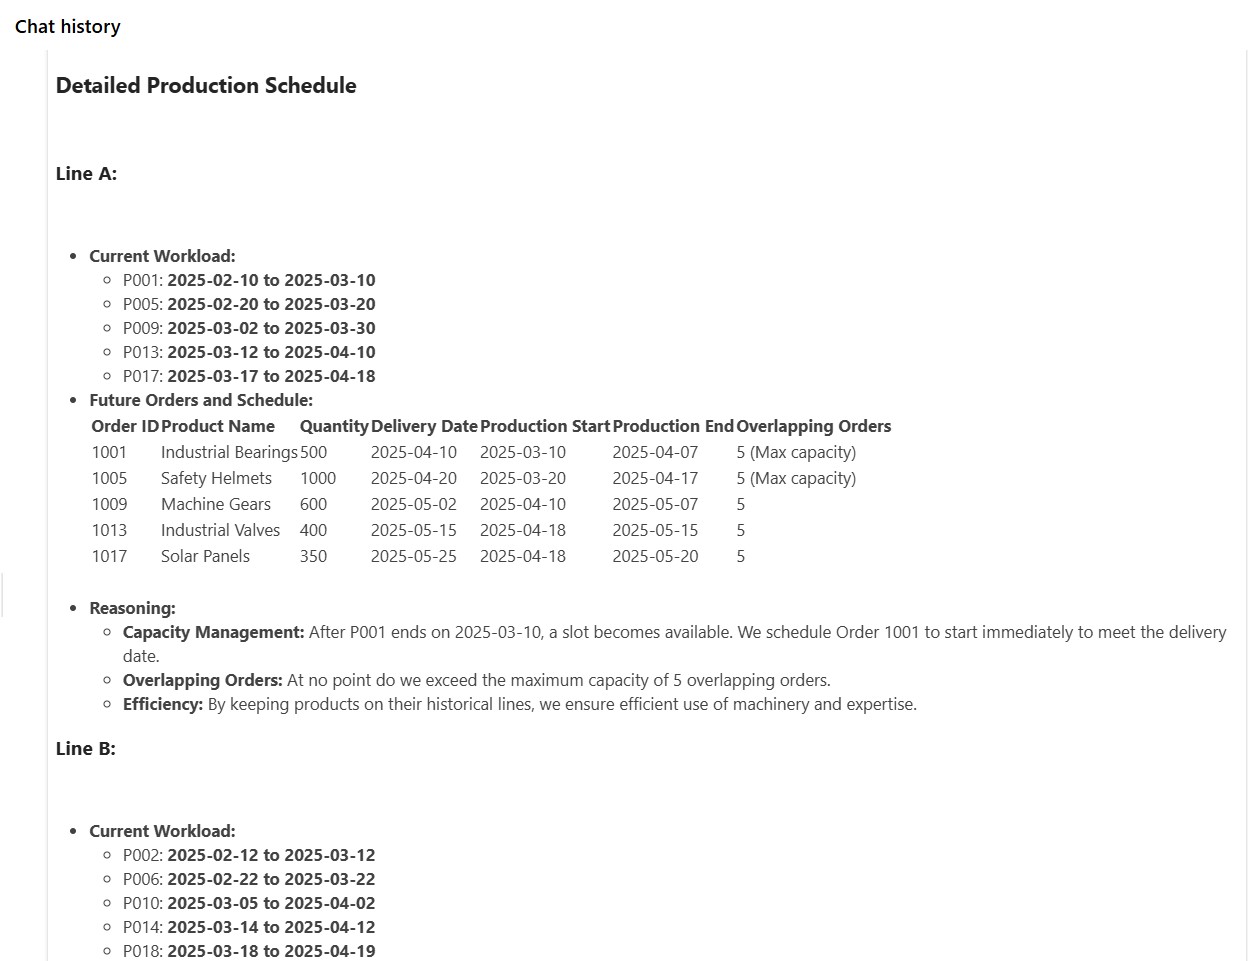 Chat history
Detailed Production Schedule
Line A:
• Current Workload:
◦ P001: 2025-02-10 to 2025-03-10
◦ P005: 2025-02-20 to 2025-03-20
◦ P009: 2025-03-02 to 2025-03-30
◦ P013: 2025-03-12 to 2025-04-10
◦ P017: 2025-03-17 to 2025-04-18
• Future Orders and Schedule:
Order ID Product Name Quantity Delivery Date Production Start Production End Overlapping Orders
1001 Industrial Bearings 500 2025-04-10 2025-03-10 2025-04-07 5 (Max capacity)
1005 Safety Helmets 1000 2025-04-20 2025-03-20 2025-04-17 5 (Max capacity)
1009 Machine Gears 600 2025-05-02 2025-04-10 2025-05-07 5
1013 Industrial Valves 400 2025-05-15 2025-04-18 2025-05-15 5
1017 Solar Panels 350 2025-05-25 2025-04-18 2025-05-20 5
• Reasoning:
◦ Capacity Management: After P001 ends on 2025-03-10, a slot becomes available. We schedule Order 1001 to start immediately to meet the delivery
date.
◦ Overlapping Orders: At no point do we exceed the maximum capacity of 5 overlapping orders.
◦ Efficiency: By keeping products on their historical lines, we ensure efficient use of machinery and expertise.
Line B:
• Current Workload:
◦ P002: 2025-02-12 to 2025-03-12
◦ P006: 2025-02-22 to 2025-03-22
◦ P010: 2025-03-05 to 2025-04-02
◦ P014: 2025-03-14 to 2025-04-12
◦ P018: 2025-03-18 to 2025-04-19